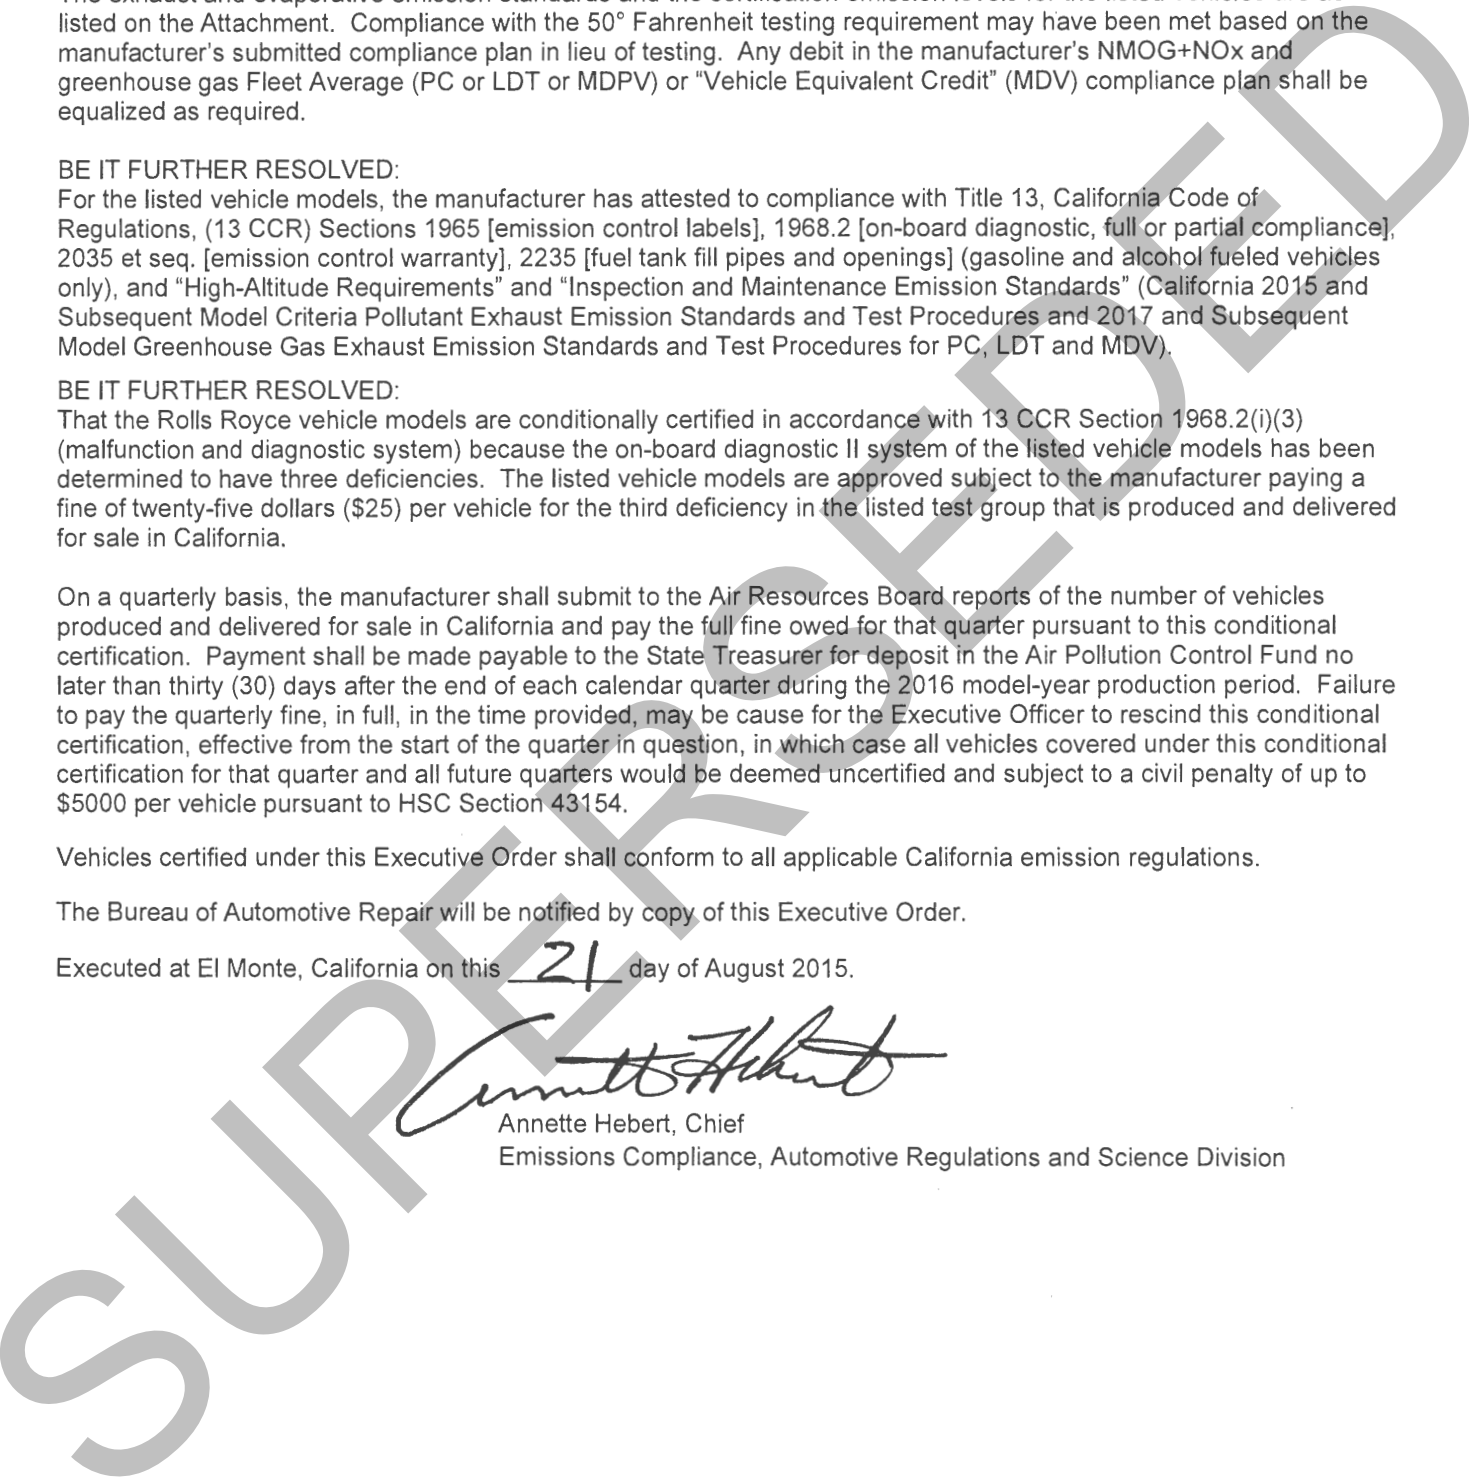 listed on the Attachment.  Compliance with the 50° Fahrenheit testing requirement may have been met based on the
manufacturer's submitted compliance plan in lieu of testing.  Any debit in the manufacturer's NMOG+NOx and
greenhouse gas Fleet Average (PC or LDT or MDPV) or “Vehicle Equivalent Credit” (MDV) compliance plan shall be
equalized as required.
BE IT FURTHER RESOLVED:
For the listed vehicle models, the manufacturer has attested to compliance with Title 13, California Code of
Regulations, (13 CCR) Sections 1965 [emission control labels], 1968.2 [on-board diagnostic, full or partial compliance],
2035 et seq. [emission control warranty], 2235 [fuel tank fill pipes and openings] (gasoline and alcohol fueled vehicles
only), and “High-Altitude Requirements” and “Inspection and Maintenance Emission Standards” (California 2015 and
Subsequent Model Criteria Pollutant Exhaust Emission Standards and Test Procedures and 2017 and Subsequent
Model Greenhouse Gas Exhaust Emission Standards and Test Procedures for PC, LDT and MDV).
BE IT FURTHER RESOLVED:
That the Rolls Royce vehicle models are conditionally certified in accordance with 13 CCR Section 1968.2(i)(3)
(malfunction and diagnostic system) because the on-board diagnostic II system of the listed vehicle models has been
determined to have three deficiencies.  The listed vehicle models are approved subject to the manufacturer paying a
fine of twenty-five dollars ($25) per vehicle for the third deficiency in the listed test group that is produced and delivered
for sale in California.
On a quarterly basis, the manufacturer shall submit to the Air Resources Board reports of the number of vehicles
produced and delivered for sale in California and pay the full fine owed for that quarter pursuant to this conditional
certification.  Payment shall be made payable to the State Treasurer for deposit in the Air Pollution Control Fund no
later than thirty (30) days after the end of each calendar quarter during the 2016 model-year production period.  Failure
to pay the quarterly fine, in full, in the time provided, may be cause for the Executive Officer to rescind this conditional
certification, effective from the start of the quarter in question, in which case all vehicles covered under this conditional
certification for that quarter and all future quarters would be deemed uncertified and subject to a civil penalty of up to
$5000 per vehicle pursuant to HSC Section 43154.
Vehicles certified under this Executive Order shall conform to all applicable California emission regulations.
The Bureau of Automotive Repair will be notified by copy of this Executive Order.
Executed at El Monte, California on this 21 day of August 2015.
Annette Hebert
Annette Hebert, Chief
Emissions Compliance, Automotive Regulations and Science Division
SUPERSEDED